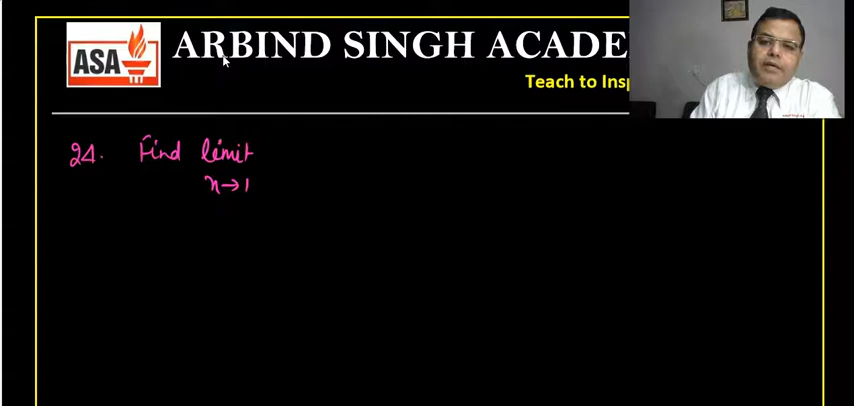 ASA
ARBIND SINGH ACADE
Teach to Insp
24. Find limit
x→1